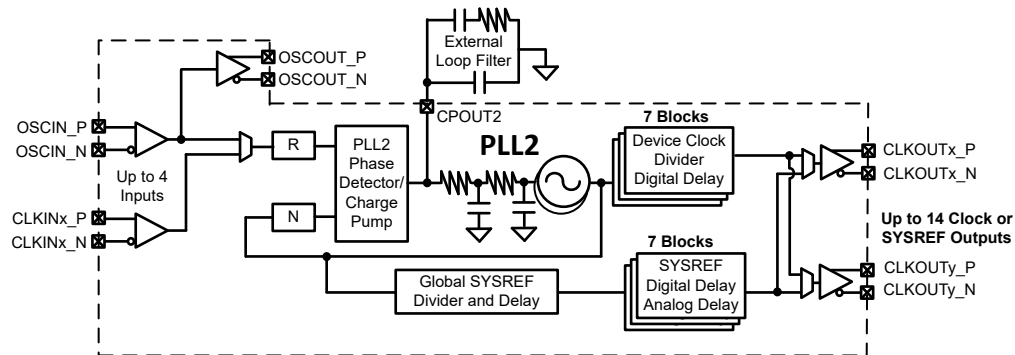 OSCOUT_P
OSCOUT_N
External
Loop Filter
CPOUT2
OSCIN_P
OSCIN_N
Up to 4
Inputs
CLKINx_P
CLKINx_N
R
N
PLL2
Phase
Detector/
Charge
Pump
PLL2
7 Blocks
Device Clock
Divider
Digital Delay
CLKOUTx_P
CLKOUTx_N
Up to 14 Clock or
SYSREF Outputs
7 Blocks
SYSREF
Digital Delay
Analog Delay
Global SYSREF
Divider and Delay
CLKOUTy_P
CLKOUTy_N